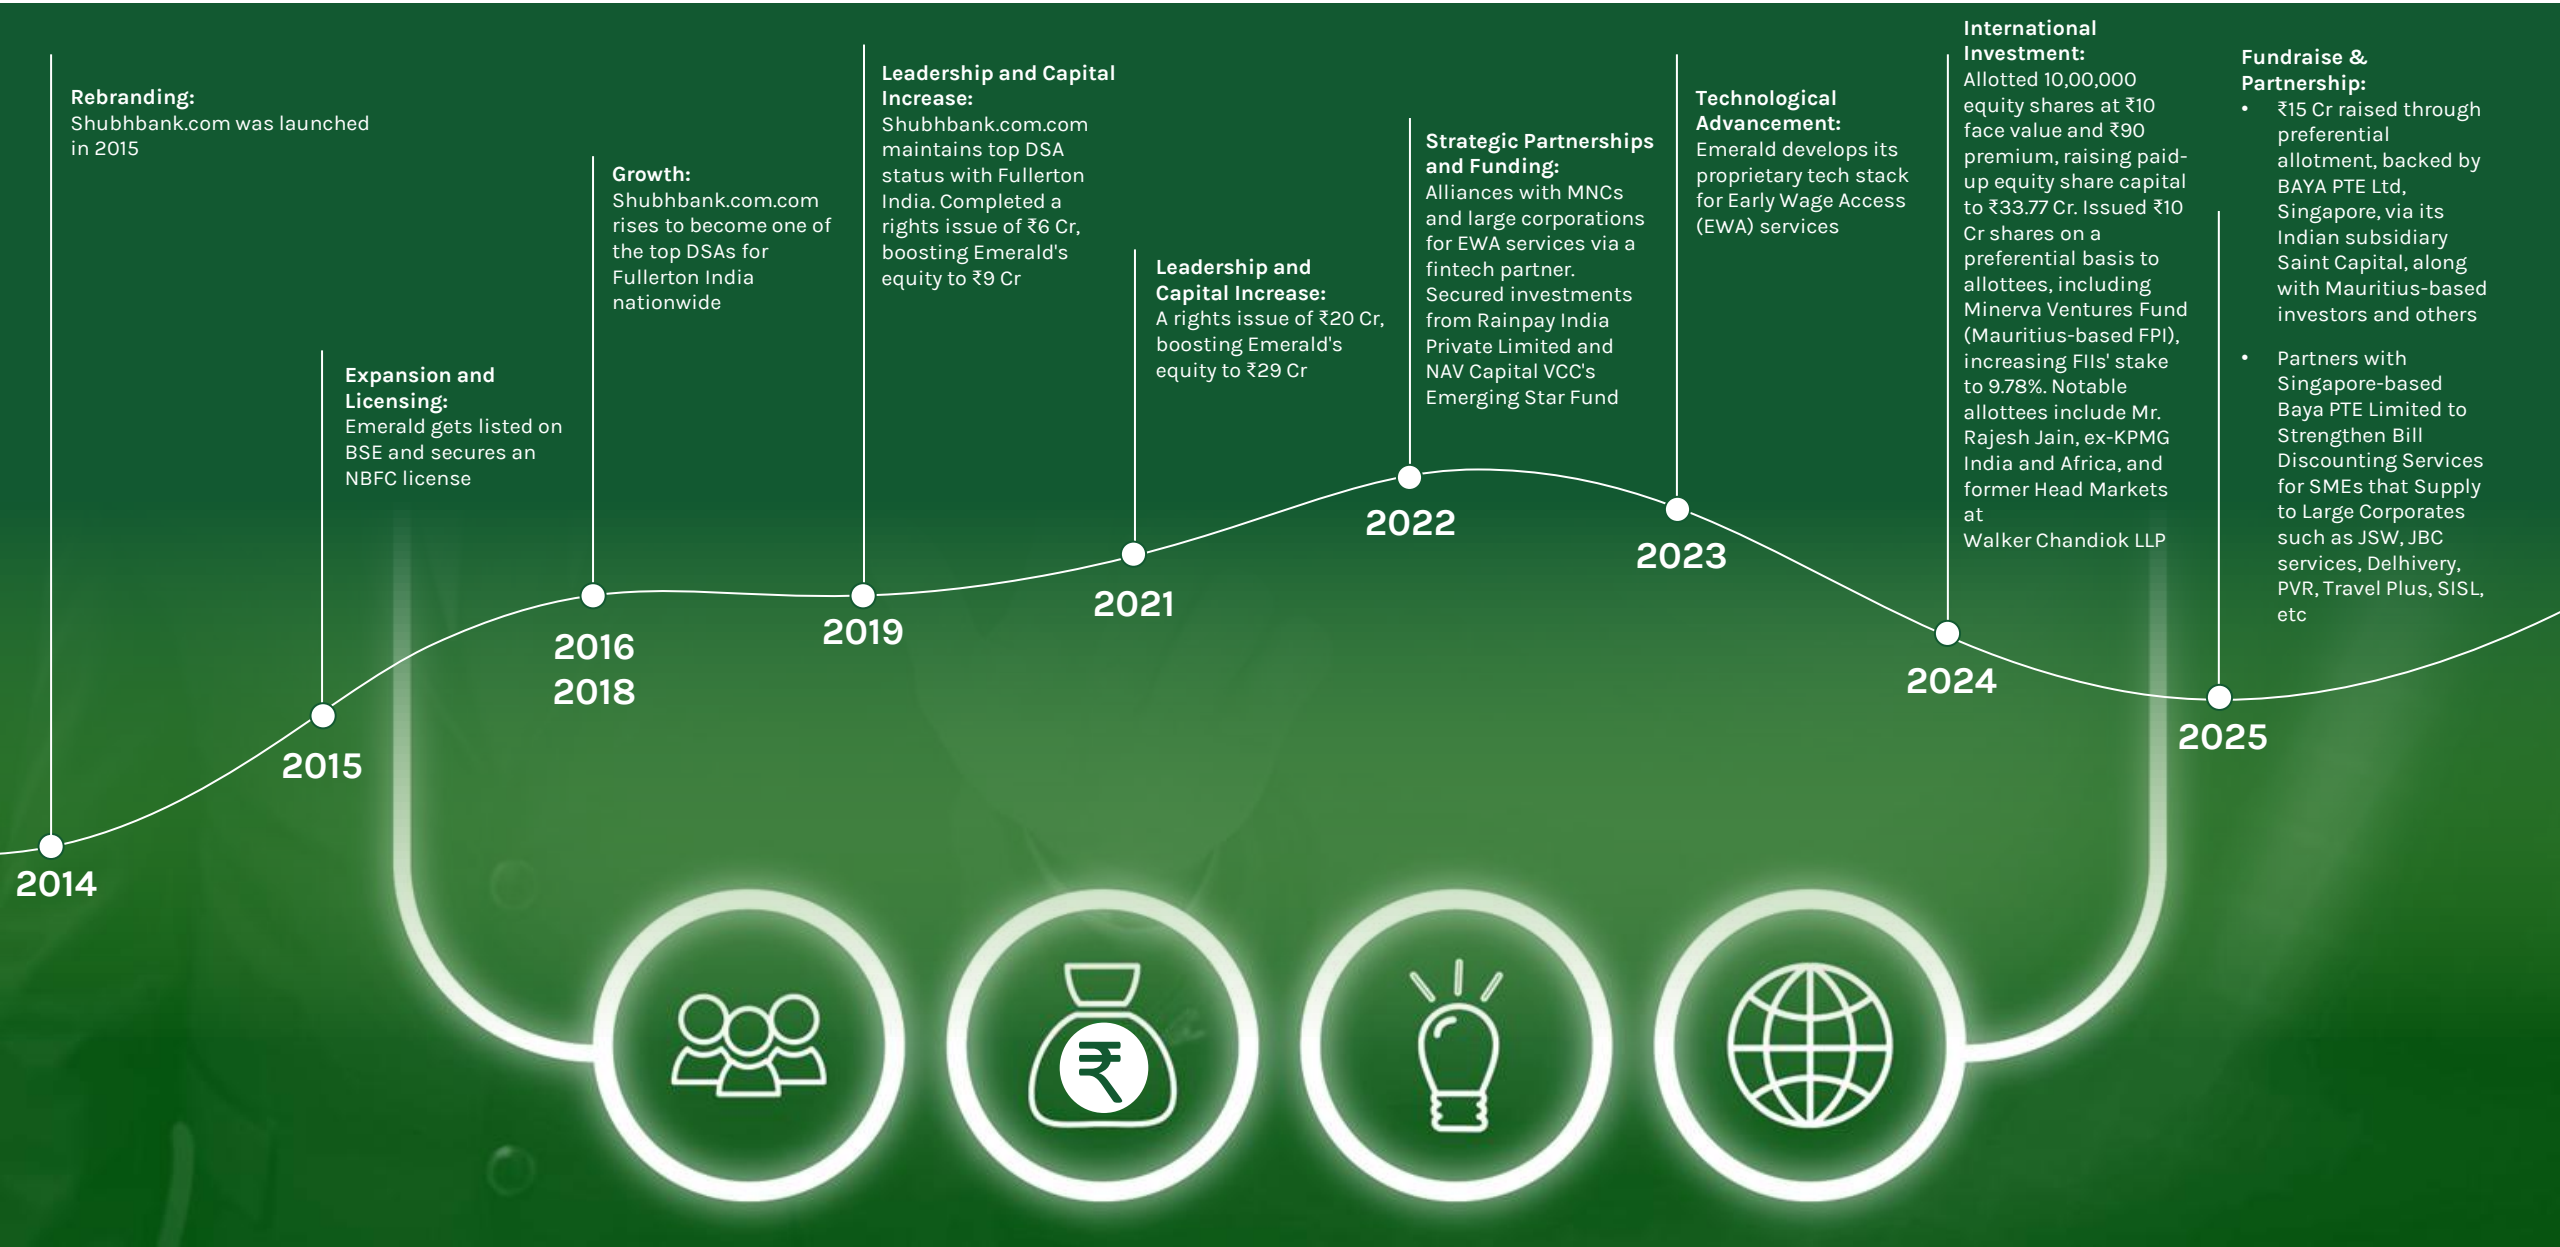 Rebranding:
Shubhbank.com was launched
in 2015
2014
Expansion and
Licensing:
Emerald gets listed on
BSE and secures an
NBFC license
2015
Growth:
Shubhbank.com.com
rises to become one of
the top DSAs for
Fullerton India
nationwide
2016
2018
Leadership and Capital
Increase:
Shubhbank.com.com
maintains top DSA
status with Fullerton
India. Completed a
rights issue of ₹6 Cr,
boosting Emerald's
equity to ₹9 Cr
2019
Leadership and
Capital Increase:
A rights issue of ₹20 Cr,
boosting Emerald's
equity to ₹29 Cr
2021
Strategic Partnerships
and Funding:
Alliances with MNCs
and large corporations
for EWA services via a
fintech partner.
Secured investments
from Rainpay India
Private Limited and
NAV Capital VCC's
Emerging Star Fund
2022
Technological
Advancement:
Emerald develops its
proprietary tech stack
for Early Wage Access
(EWA) services
2023
International
Investment:
Allotted 10,00,000
equity shares at ₹10
face value and ₹90
premium, raising paid-
up equity share capital
to ₹33.77 Cr. Issued ₹10
Cr shares on a
preferential basis to
allottees, including
Minerva Ventures Fund
(Mauritius-based FPI),
increasing FIIs' stake
to 9.78%. Notable
allottees include Mr.
Rajesh Jain, ex-KPMG
India and Africa, and
former Head Markets
at
Walker Chandiok LLP
2024
Fundraise &
Partnership:
• ₹15 Cr raised through
preferential
allotment, backed by
BAYA PTE Ltd,
Singapore, via its
Indian subsidiary
Saint Capital, along
with Mauritius-based
investors and others
• Partners with
Singapore-based
Baya PTE Limited to
Strengthen Bill
Discounting Services
for SMEs that Supply
to Large Corporates
such as JSW, JBC
services, Delhivery,
PVR, Travel Plus, SISL,
etc
2025
₹